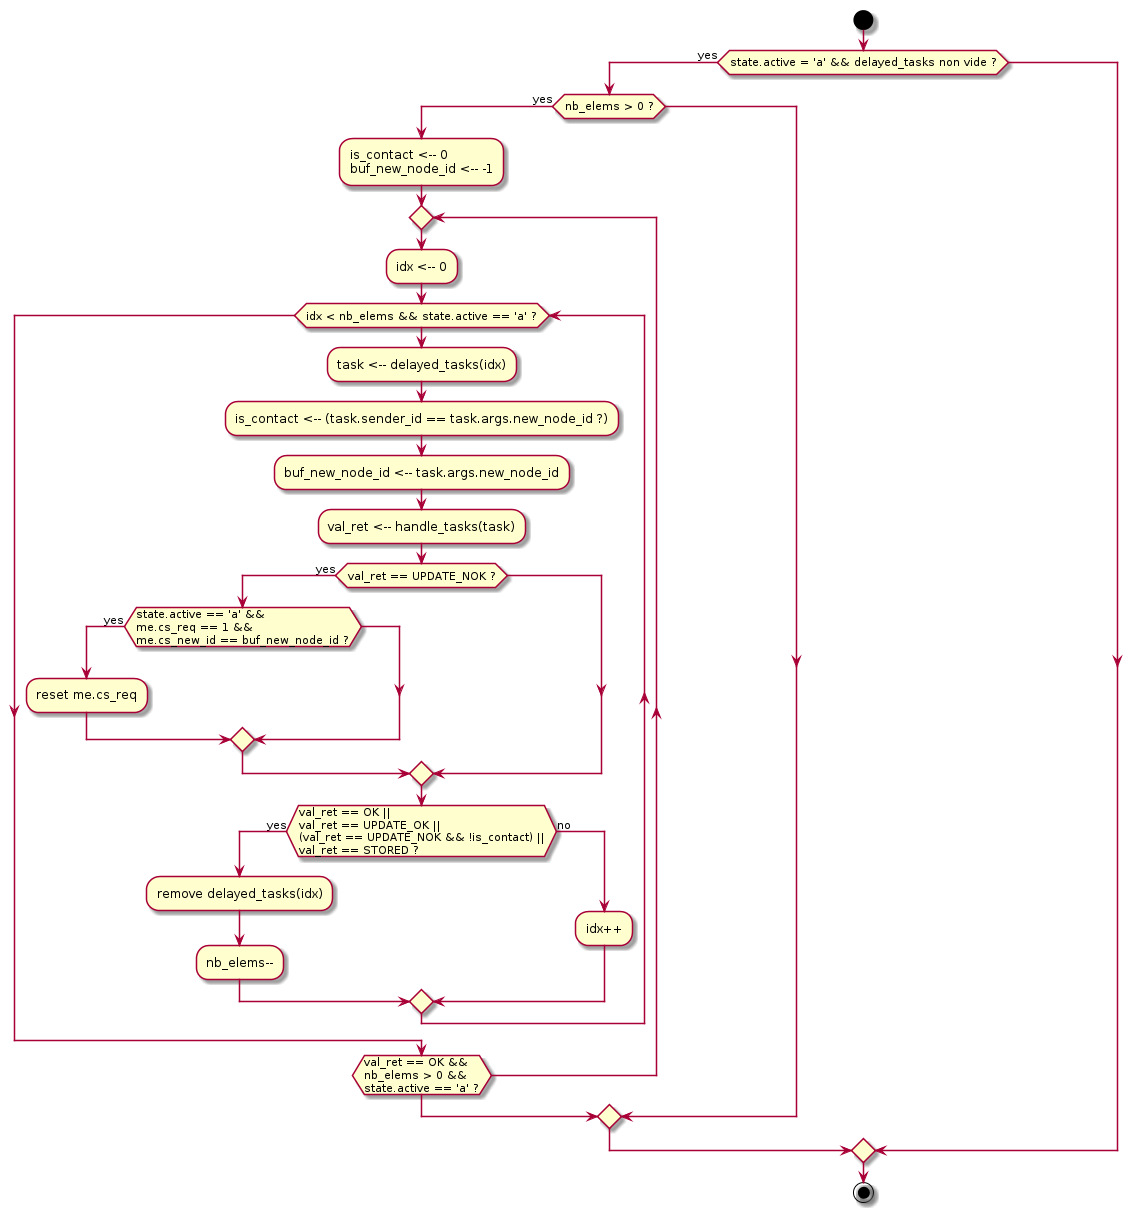 yes
state.active = 'a' && delayed_tasks non vide ?
yes
nb_elems > 0 ?
is_contact <-- 0
buf_new_node_id <-- -1
idx <-- 0
idx < nb_elems && state.active == 'a' ?
task <-- delayed_tasks(idx)
is_contact <-- (task.sender_id == task.args.new_node_id ?)
buf_new_node_id <-- task.args.new_node_id
val_ret <-- handle_tasks(task)
yes
val_ret == UPDATE_NOK ?
yes
state.active == 'a' &&
me.cs_req == 1 &&
me.cs_new_id == buf_new_node_id ?
reset me.cs_req
yes
val_ret == OK ||
val_ret == UPDATE_OK ||
(val_ret == UPDATE_NOK && !is_contact) ||
val_ret == STORED ?
no
remove delayed_tasks(idx)
idx++
nb_elems--
val_ret == OK &&
nb_elems > 0 &&
state.active == 'a' ?